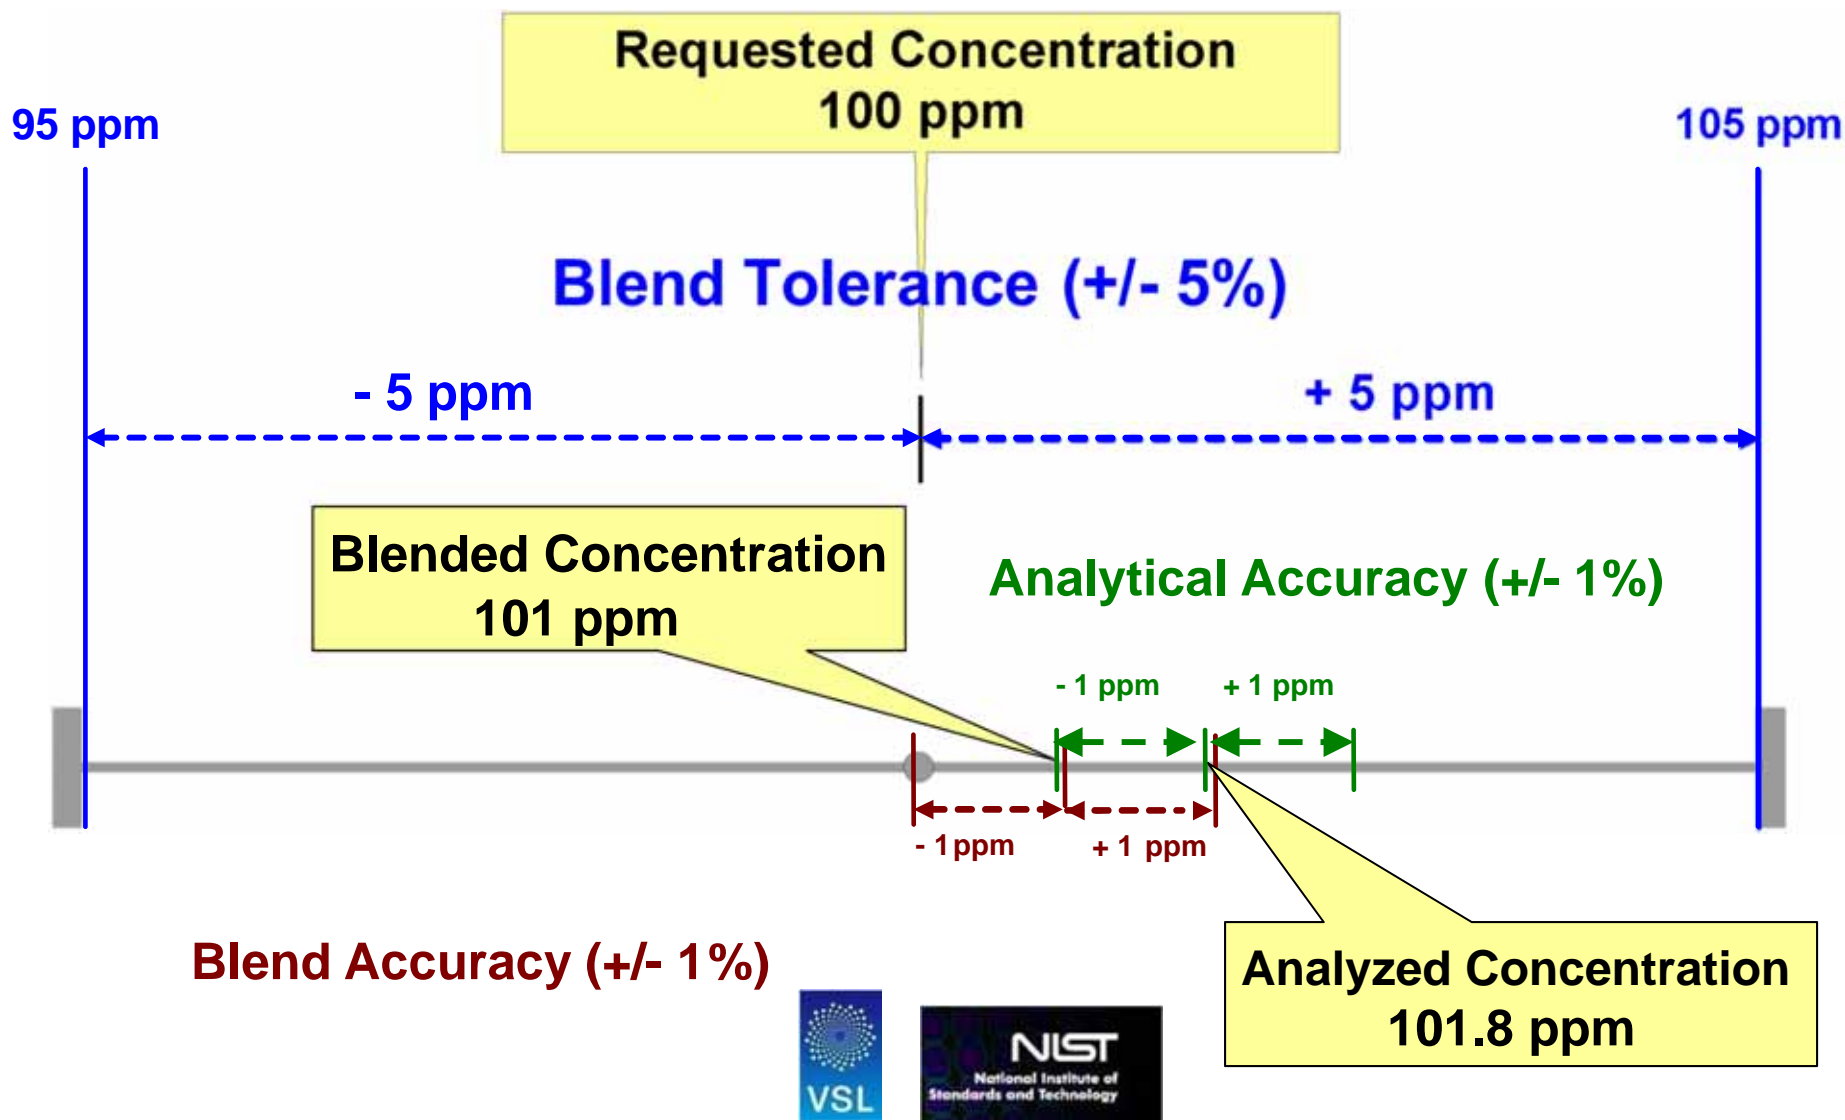 Requested Concentration
100 ppm
95 ppm
105 ppm
Blend Tolerance (+/- 5%)
- 5 ppm
+ 5 ppm
Blended Concentration
101 ppm
Analytical Accuracy (+/- 1%)
- 1 ppm
+ 1 ppm
- 1 ppm
+ 1 ppm
Blend Accuracy (+/- 1%)
Analyzed Concentration
101.8 ppm
VSL
NIST
National Institute of
Standards and Technology